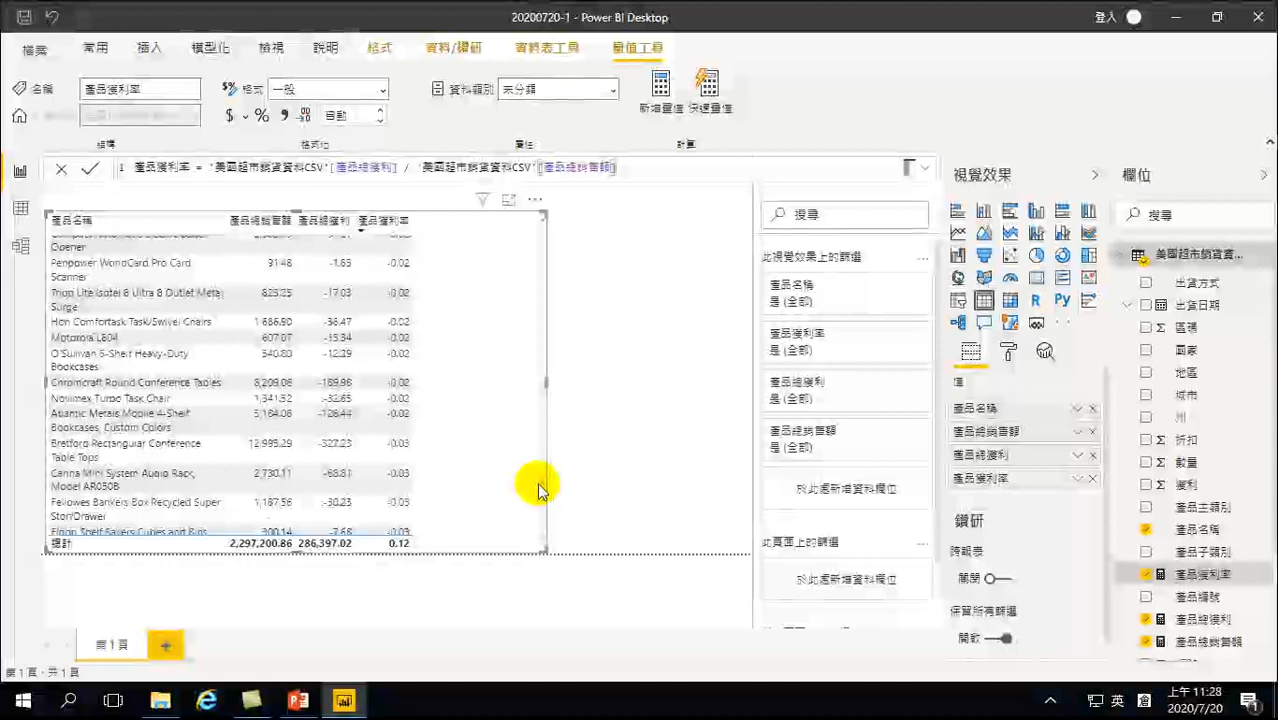 20200720-1 - Power BI Desktop
登入
檔案 常用 插入 模型化 檢視 說明 格式 資料/鑽研 資料表工具 量值工具
名稱 產品獲利率
格式 一般
資料類別 未分類
$ % 自動
新增量值 快速量值
結構 格式化 屬性 計算
1 產品獲利率 = '美國超市銷貨資料CSV'[產品總獲利] / '美國超市銷貨資料CSV'[產品總銷售額]
產品名稱 產品總銷售額 產品總獲利 產品獲利率
Opener
Penpower WorldCard Pro Card Scanner 91.48 -1.65 -0.02
Tripp Lite Isotel 8 Ultra 8 Outlet Metal Surge 623.25 -17.03 -0.02
Hon Comfortask Task/Swivel Chairs 1,686.90 -36.47 -0.02
Motorola L804 -0.02
O'Sullivan 5-Shelf Heavy-Duty Bookcases 540.80 -12.29 -0.02
Chromcraft Round Conference Tables 8,209.06 -189.98 -0.02
Novimex Turbo Task Chair 1,341.52 -32.65 -0.02
Atlantic Metals Mobile 4-Shelf Bookcases, Custom Colors 5,164.06 -128.44 -0.02
Bretford Rectangular Conference Table Tops 12,995.29 -327.23 -0.03
Canna MINI System Audio Rack, Model AR050B 2,730.11 -68.81 -0.03
Fellowes Bankers Box Recycled Super Stor/Drawer 1,187.56 -30.23 -0.03
Eldon Shelf Savers Cubes and Bins 300.14 -7.68 -0.03
總計 2,297,200.86 286,397.02 0.12
搜尋
此視覺效果上的篩選
產品名稱
是 (全部)
產品獲利率
是 (全部)
產品總獲利
是 (全部)
產品總銷售額
是 (全部)
於此處新增資料欄位
此頁面上的篩選
於此處新增資料欄位
視覺效果
R Py
值
產品名稱
產品總銷售額
產品總獲利
產品獲利率
鑽研
跨報表
關閉
保留所有篩選
開啟
欄位
搜尋
美國超市銷貨資...
出貨方式
出貨日期
區碼
國家
地區
城市
州
折扣
數量
獲利
產品主類別
產品名稱
產品子類別
產品獲利率
產品編號
產品總獲利
產品總銷售額
第 1 頁
第 1 頁，共 1 頁
英
上午 11:28
2020/7/20